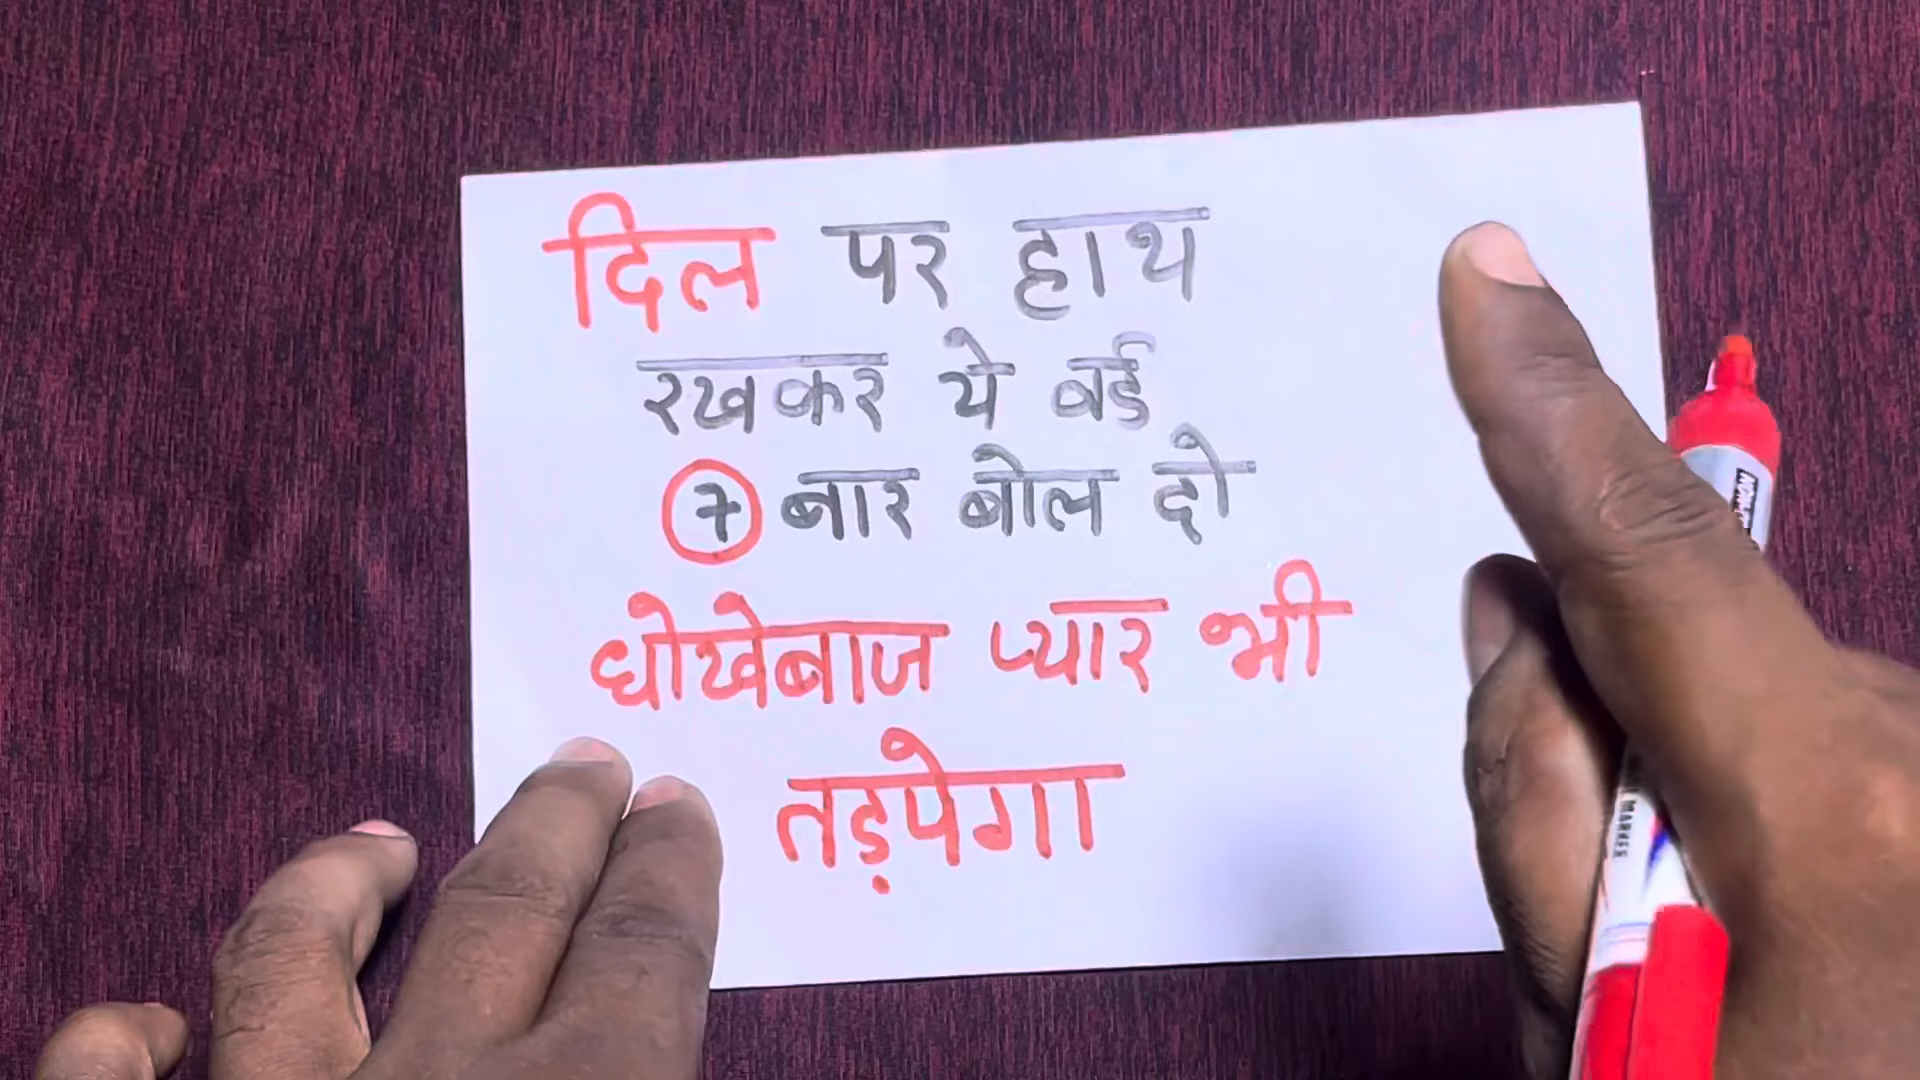 दिल पर हाथ
रखकर ये वर्ड
7 बार बोल दो
धोखेबाज प्यार भी
तड़पेगा